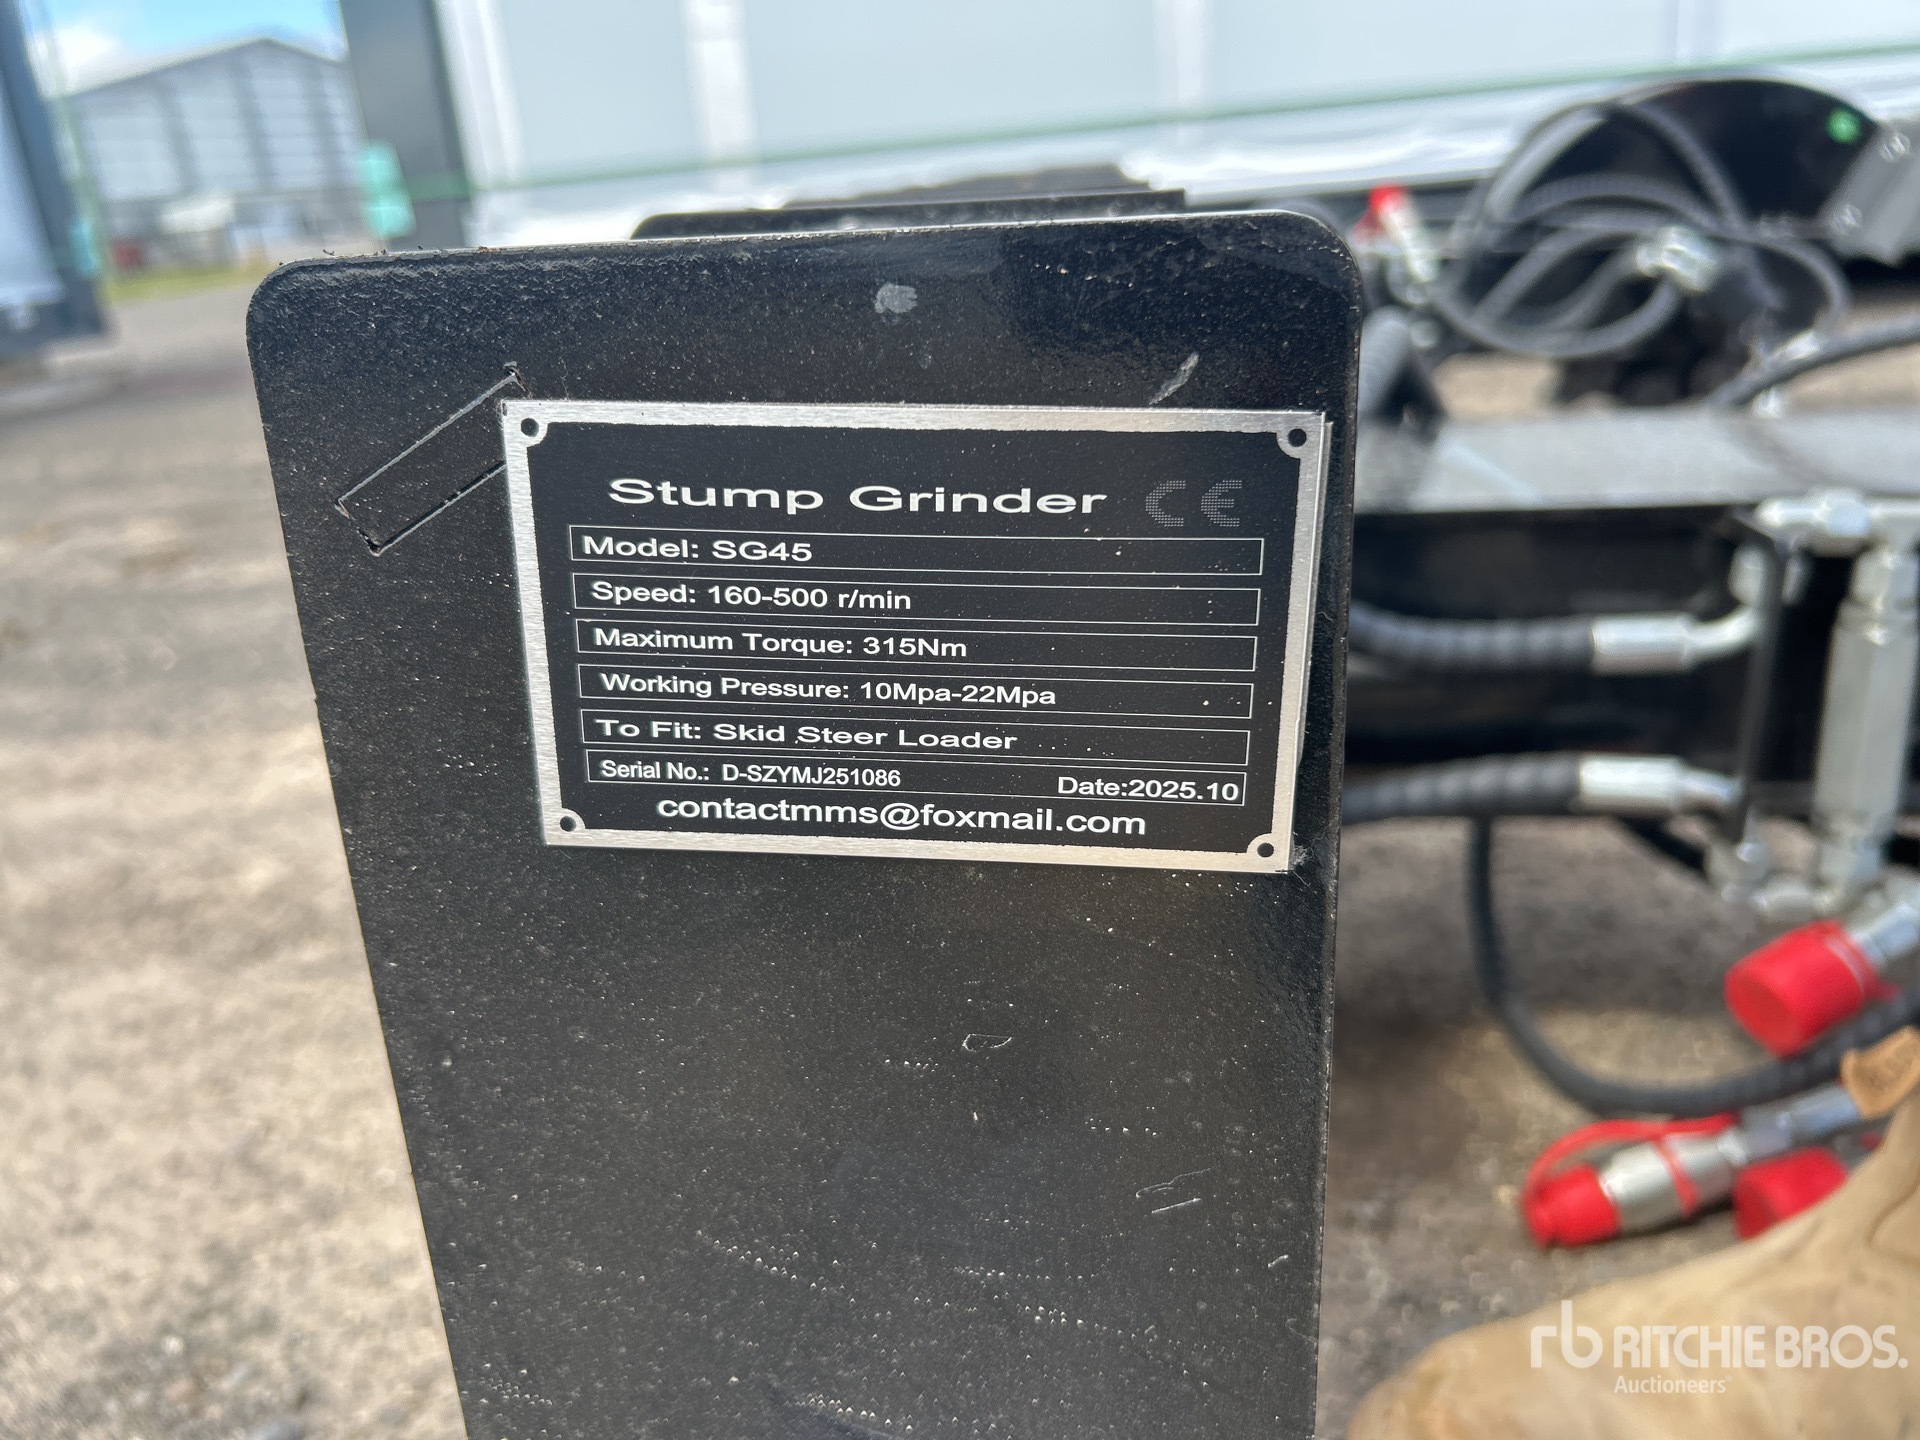 Stump Grinder CE
Model: SG45
Speed: 160-500 r/min
Maximum Torque: 315Nm
Working Pressure: 10Mpa-22Mpa
To Fit: Skid Steer Loader
Serial No.: D-SZYMJ251086 Date:2025.10
contactmms@foxmail.com
rb RITCHIE BROS.
Auctioneers